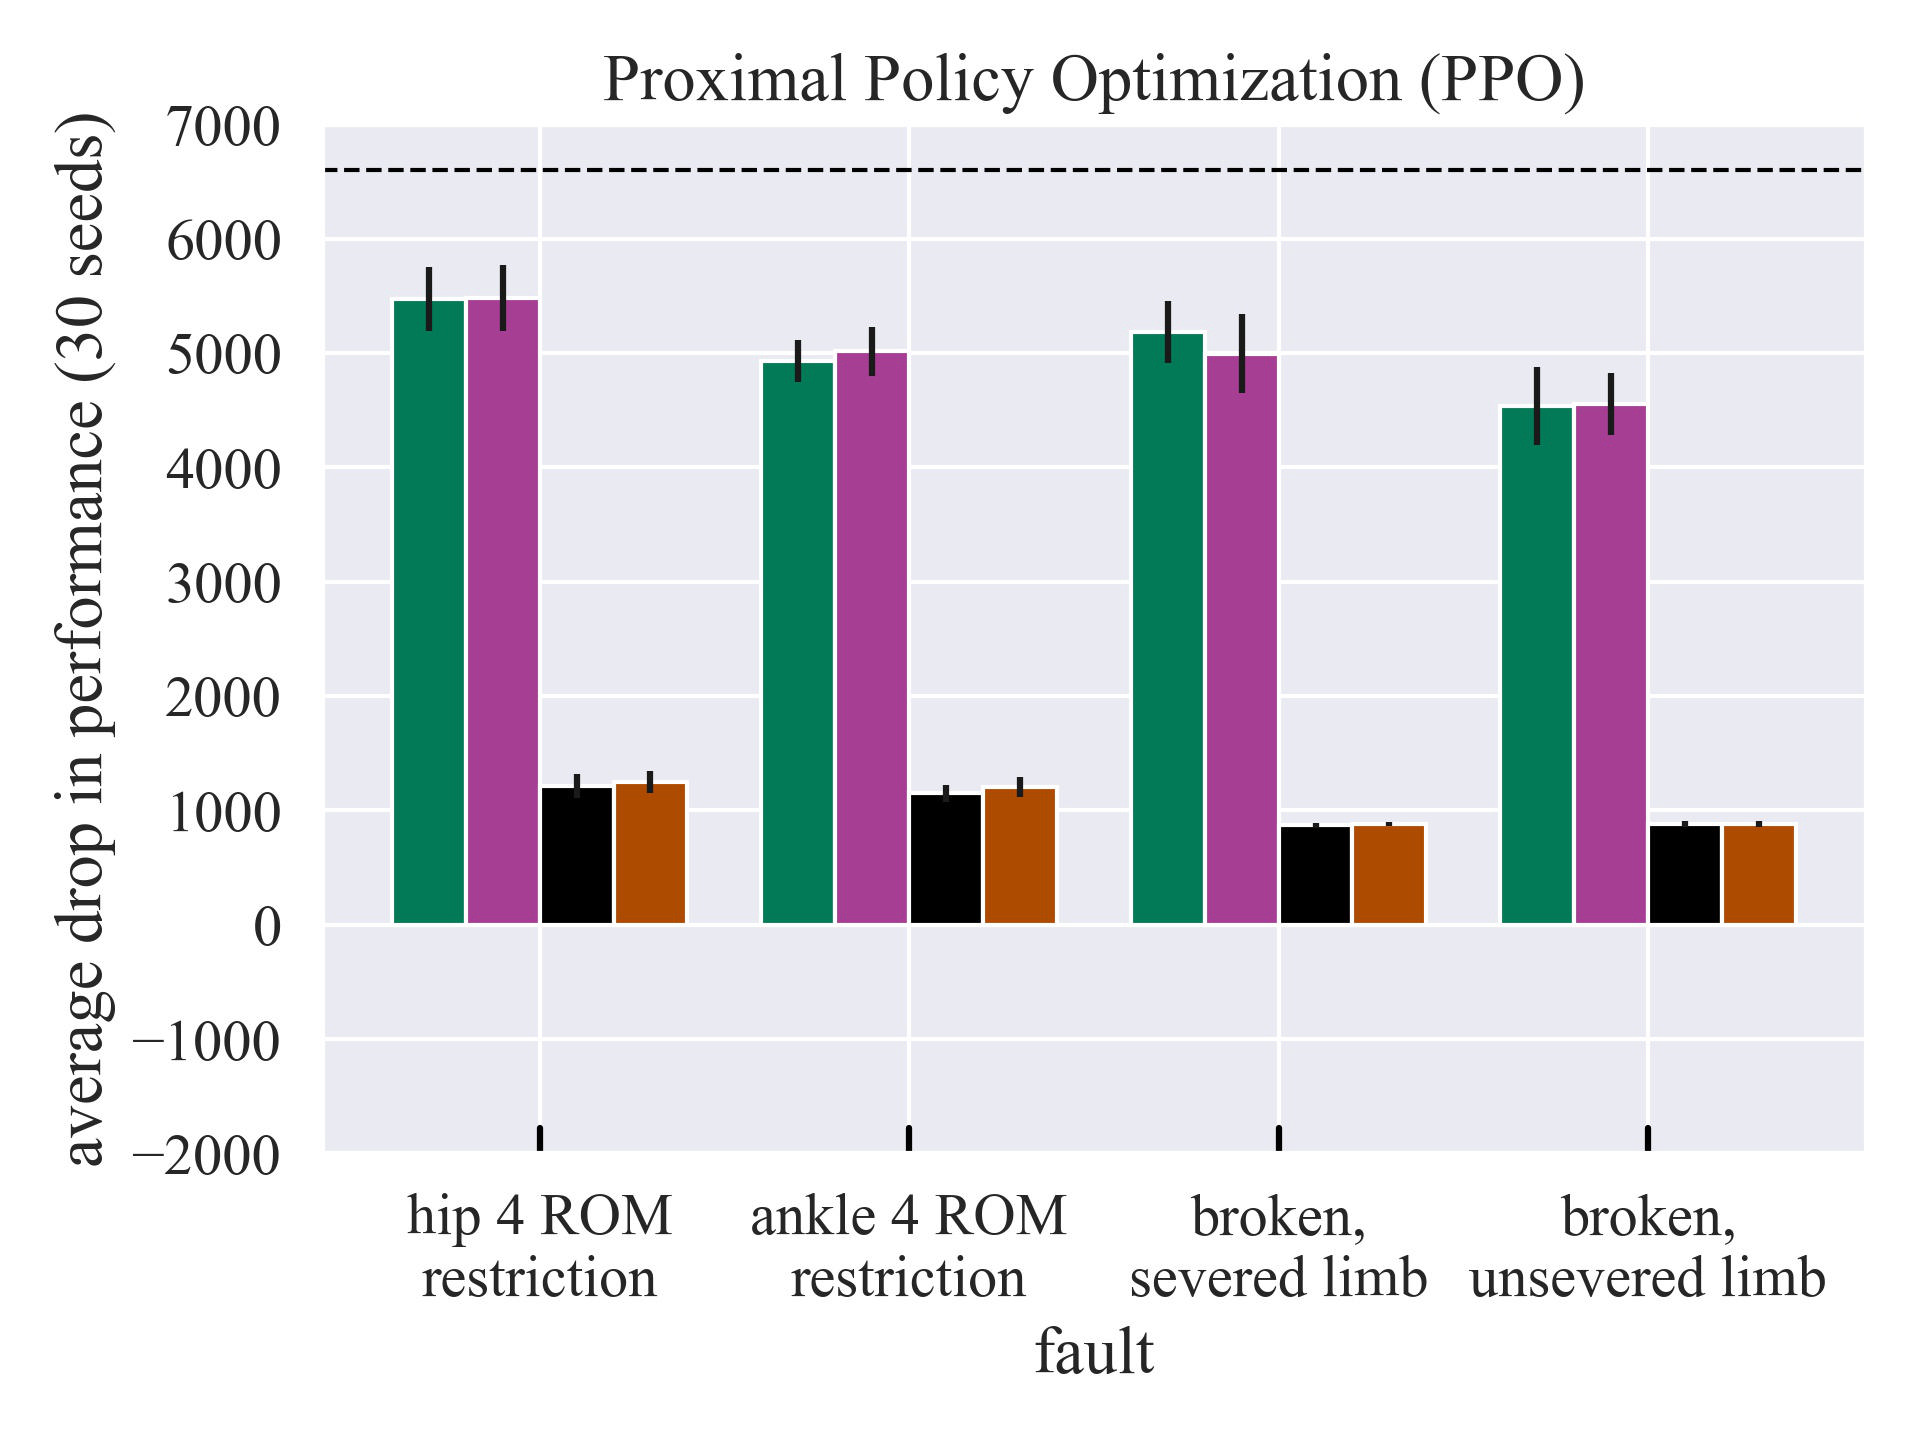 Proximal Policy Optimization (PPO)
average drop in performance (30 seeds)
7000
6000
5000
4000
3000
2000
1000
0
−1000
−2000
hip 4 ROM
restriction
ankle 4 ROM
restriction
broken,
severed limb
broken,
unsevered limb
fault